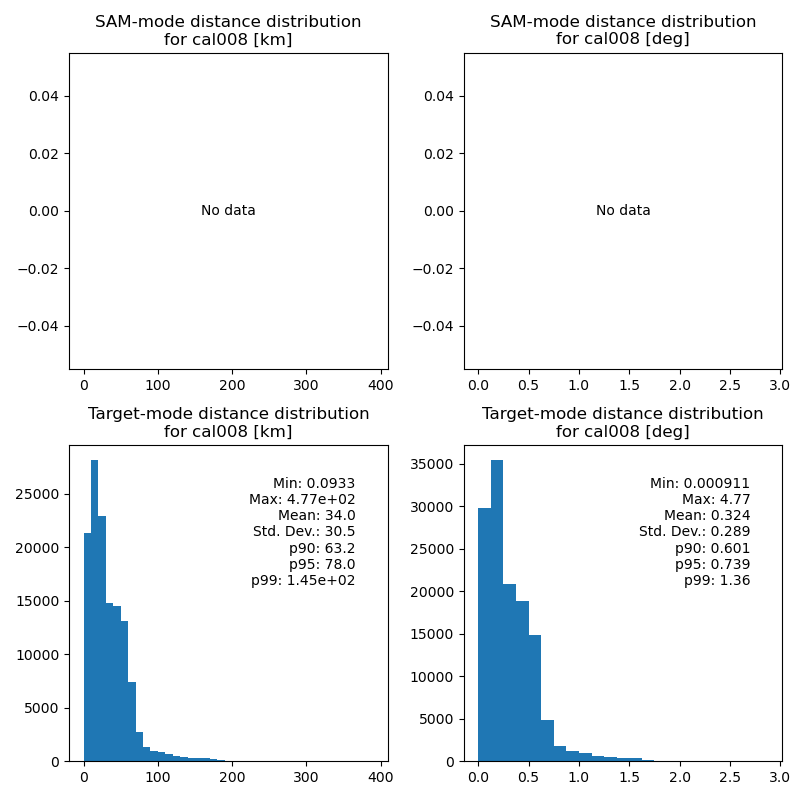 SAM-mode distance distribution
for cal008 [km]
0.04
0.02
0.00
−0.02
−0.04
No data
0
100
200
300
400
SAM-mode distance distribution
for cal008 [deg]
0.04
0.02
0.00
−0.02
−0.04
No data
0.0
0.5
1.0
1.5
2.0
2.5
3.0
Target-mode distance distribution
for cal008 [km]
25000
20000
15000
10000
5000
0
Min: 0.0933
Max: 4.77e+02
Mean: 34.0
Std. Dev.: 30.5
p90: 63.2
p95: 78.0
p99: 1.45e+02
0
100
200
300
400
Target-mode distance distribution
for cal008 [deg]
35000
30000
25000
20000
15000
10000
5000
0
Min: 0.000911
Max: 4.77
Mean: 0.324
Std. Dev.: 0.289
p90: 0.601
p95: 0.739
p99: 1.36
0.0
0.5
1.0
1.5
2.0
2.5
3.0